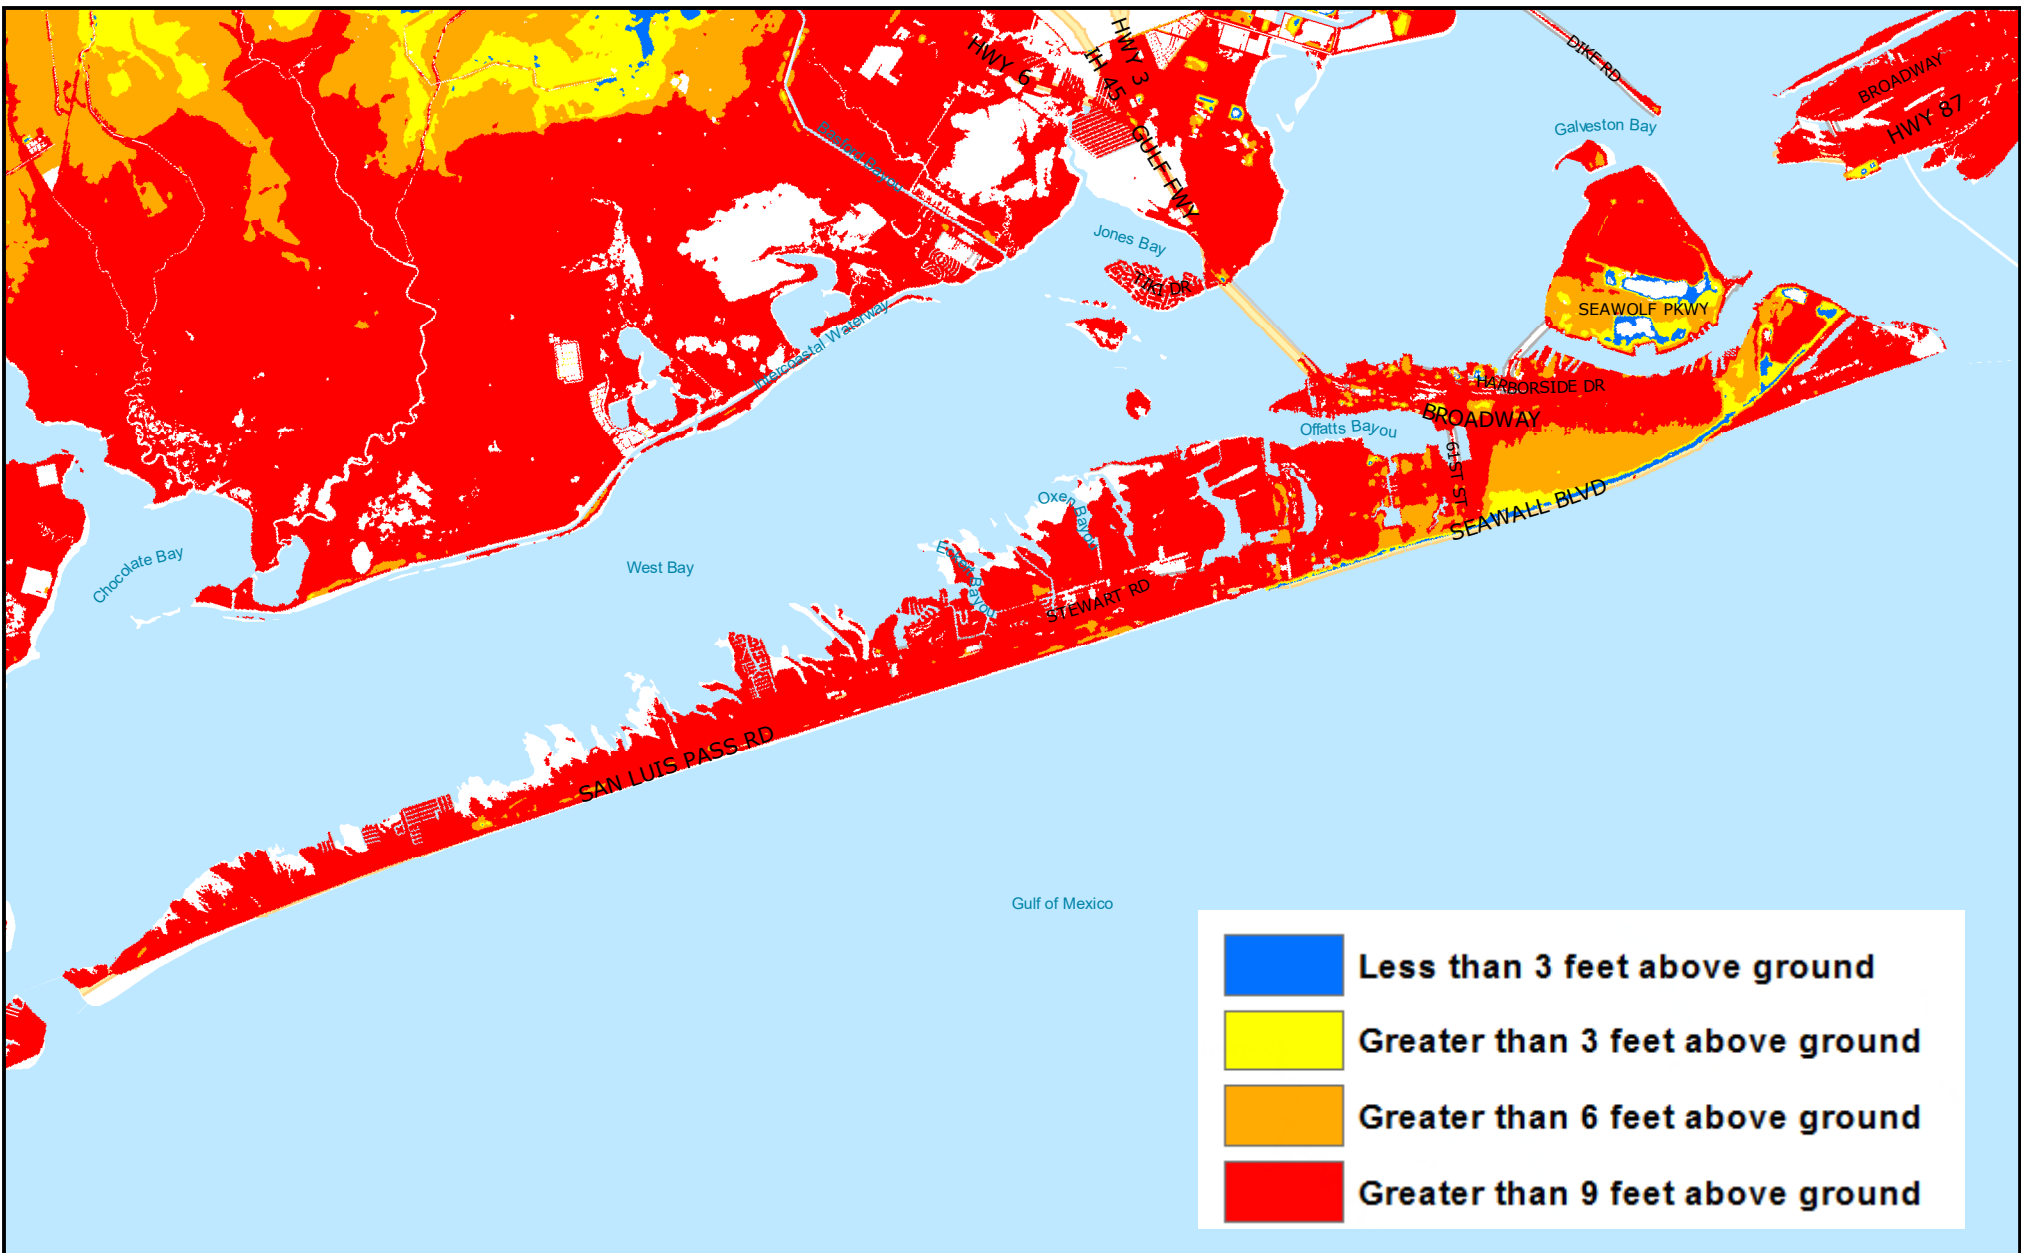 HWY 6
IH 45
HWY 3
GULF FWY
DIKE RD
BROADWAY
HWY 87
Galveston Bay
Basford Bayou
Jones Bay
TIKI DR
SEAWOLF PKWY
Intercoastal Waterway
HARBORSIDE DR
BROADWAY
Offatts Bayou
61ST ST
SEAWALL BLVD
Oxen Bayou
Chocolate Bay
West Bay
STEWART RD
SAN LUIS PASS RD
Gulf of Mexico
Less than 3 feet above ground
Greater than 3 feet above ground
Greater than 6 feet above ground
Greater than 9 feet above ground